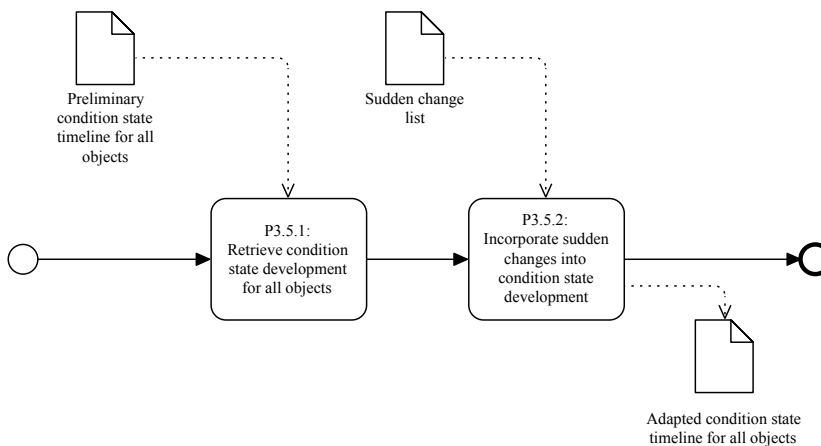 Preliminary
condition state
timeline for all
objects
Sudden change
list
P3.5.1:
Retrieve condition
state development
for all objects
P3.5.2:
Incorporate sudden
changes into
condition state
development
Adapted condition state
timeline for all objects